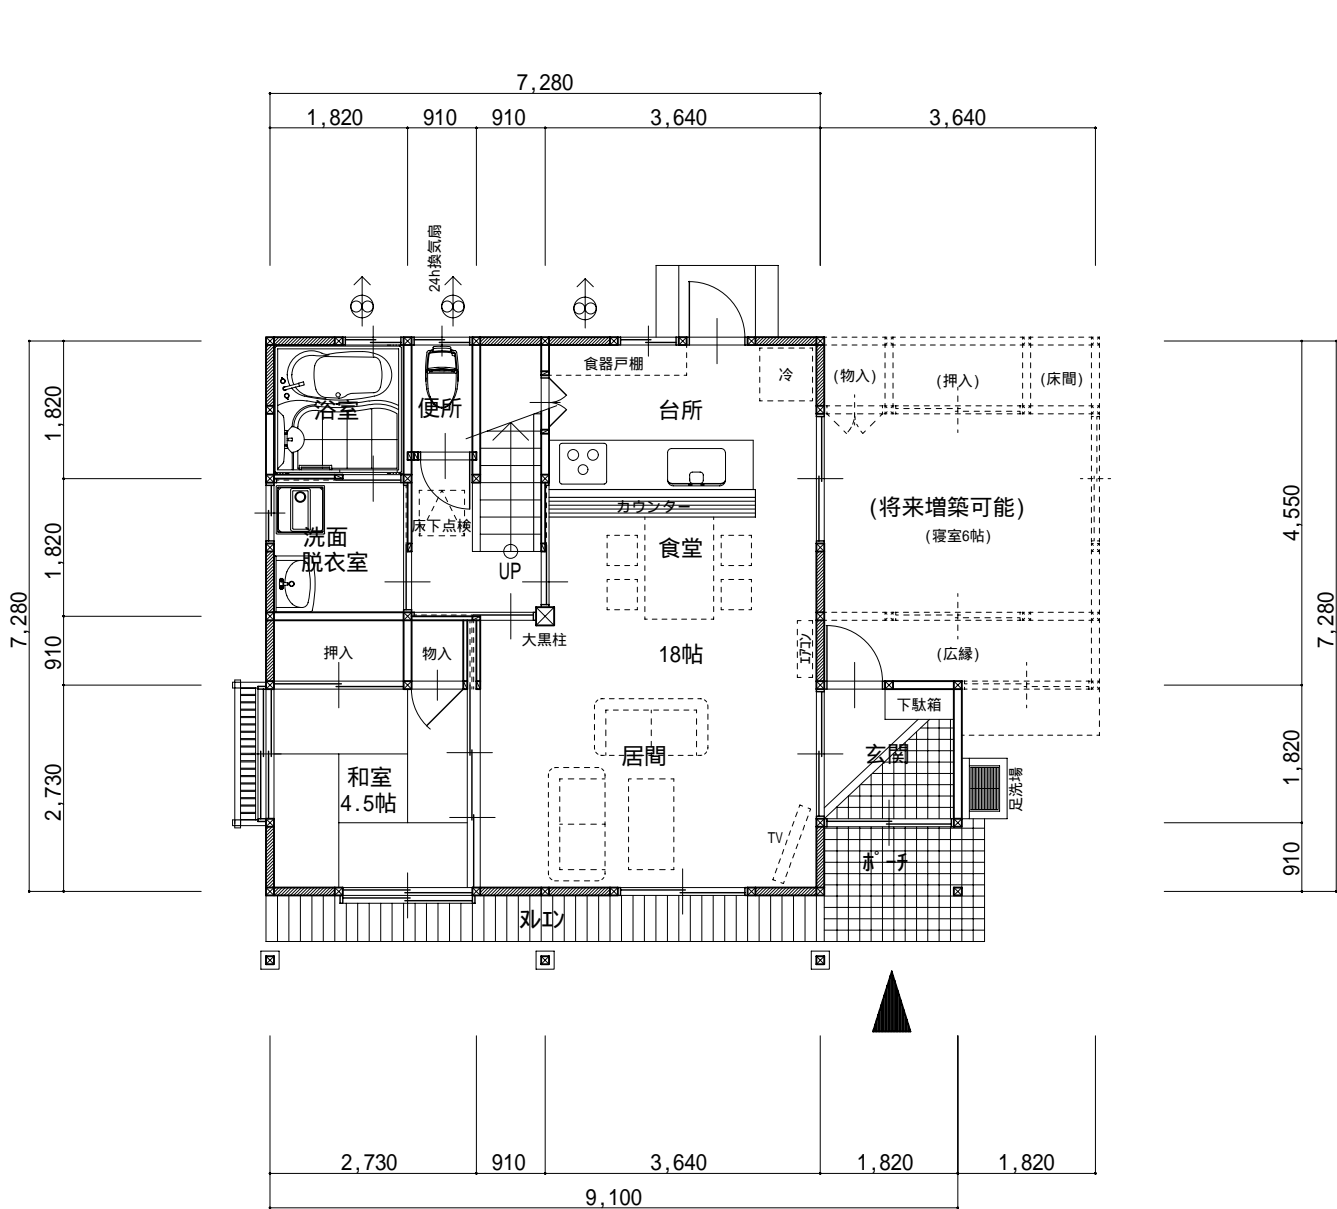 7,280
1,820 910 910 3,640 3,640
24h換気扇
食器戸棚
冷
(物入)
(押入)
(床間)
浴室
便所
台所
カウンター
(将来増築可能)
(寝室6帖)
床下点検
洗面
脱衣室
食堂
UP
大黒柱
押入
物入
18帖
エアコン
(広縁)
下駄箱
玄関
居間
和室
4.5帖
足洗場
TV
ポーチ
ヌレエン
7,280
1,820
1,820
910
2,730
4,550
1,820
910
7,280
2,730 910 3,640 1,820 1,820
9,100